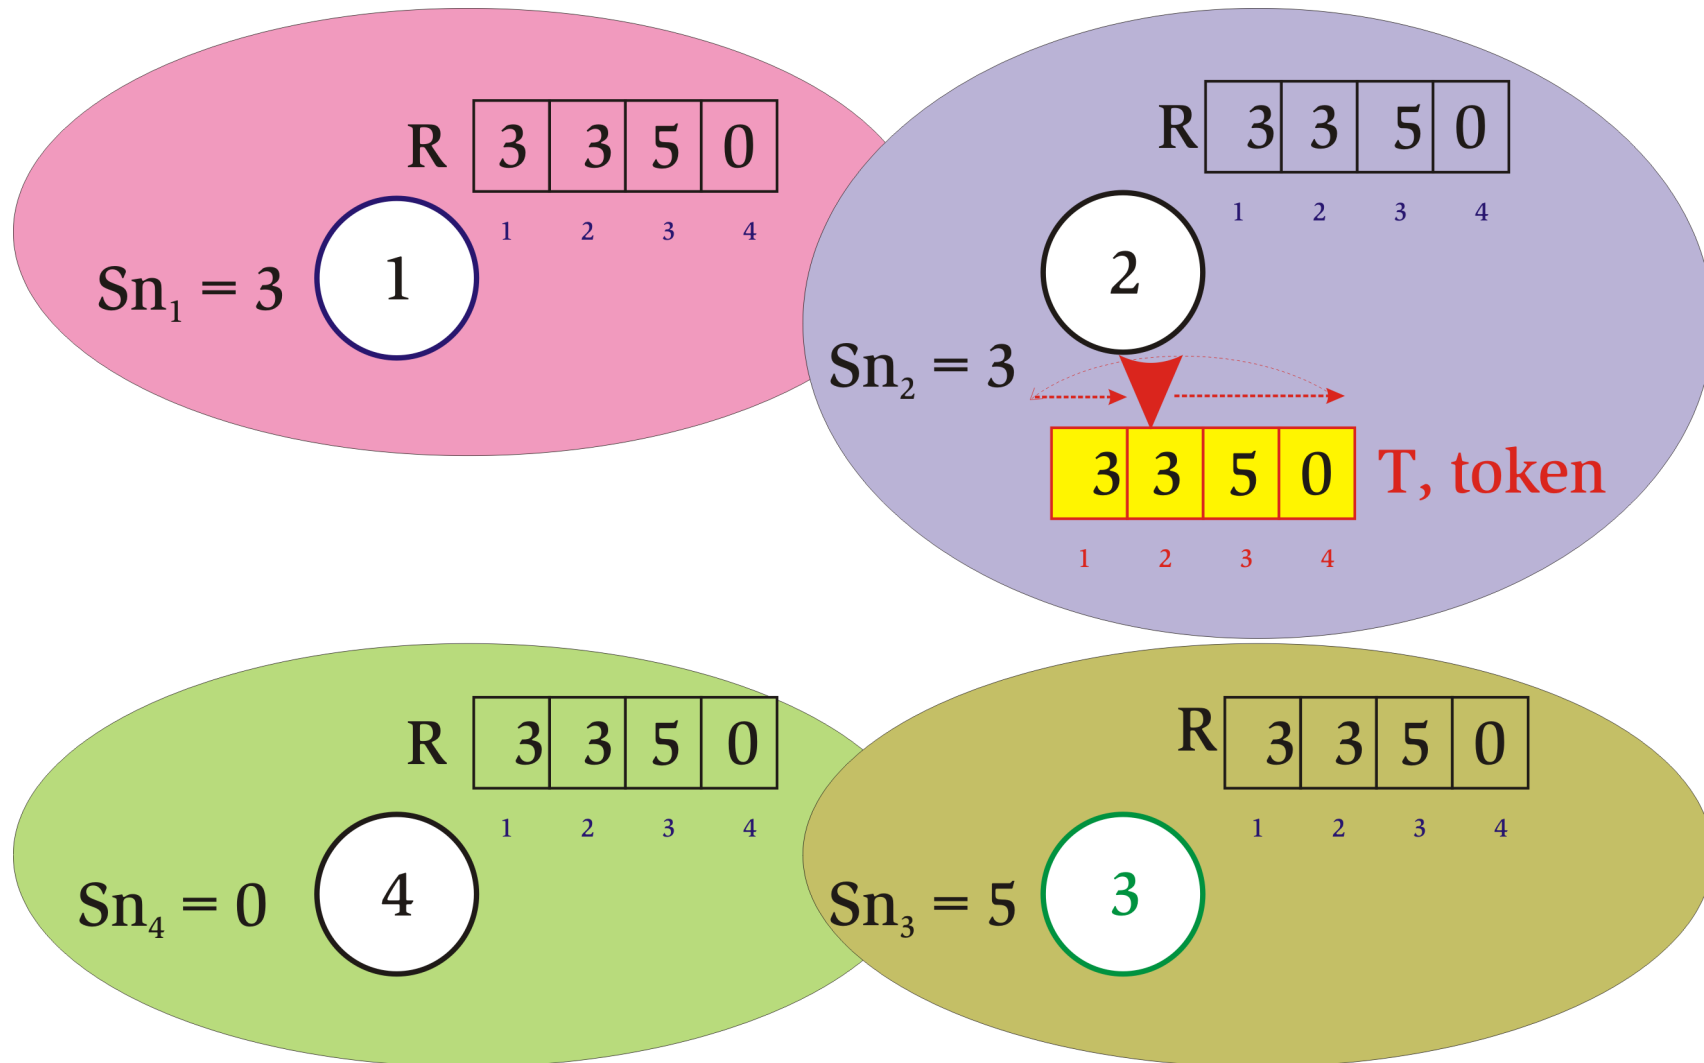 R 3 3 5 0
1 2 3 4
Sn₁ = 3
1
R 3 3 5 0
1 2 3 4
2
Sn₂ = 3
3 3 5 0 T, token
1 2 3 4
R 3 3 5 0
1 2 3 4
Sn₄ = 0
4
R 3 3 5 0
1 2 3 4
Sn₃ = 5
3